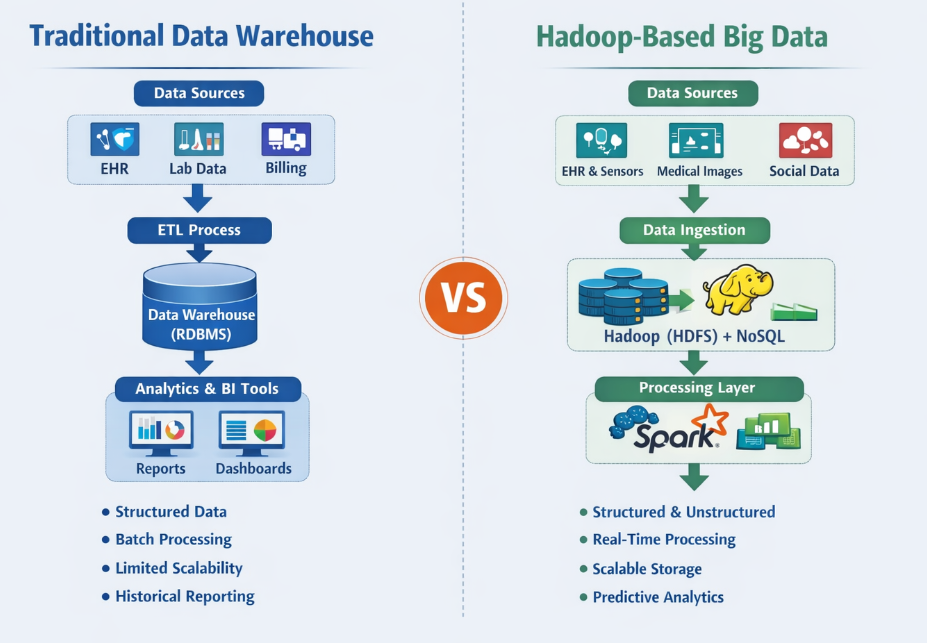 Traditional Data Warehouse
Data Sources
EHR
Lab Data
Billing
ETL Process
Data Warehouse
(RDBMS)
Analytics & BI Tools
Reports
Dashboards
• Structured Data
• Batch Processing
• Limited Scalability
• Historical Reporting
VS
Hadoop-Based Big Data
Data Sources
EHR & Sensors
Medical Images
Social Data
Data Ingestion
Hadoop (HDFS) + NoSQL
Processing Layer
Spark
• Structured & Unstructured
• Real-Time Processing
• Scalable Storage
• Predictive Analytics